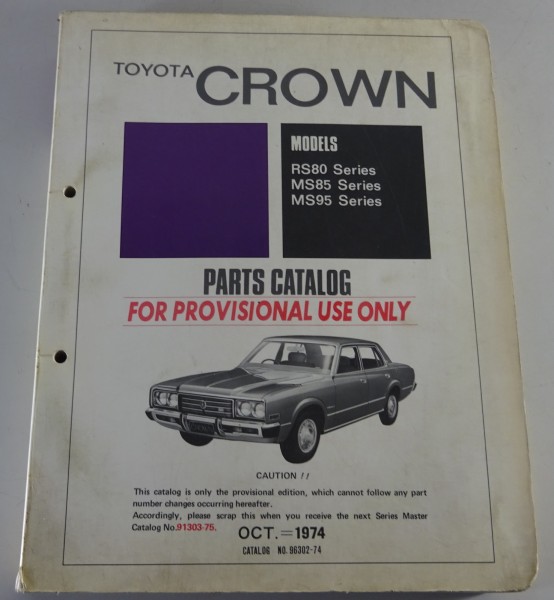 TOYOTA CROWN
MODELS
RS80 Series
MS85 Series
MS95 Series
PARTS CATALOG
FOR PROVISIONAL USE ONLY
CAUTION !!
This catalog is only the provisional edition, which cannot follow any part
number changes occurring hereafter.
Accordingly, please scrap this when you receive the next Series Master
Catalog No.91303-75.
OCT.=1974
CATALOG NO. 96302-74